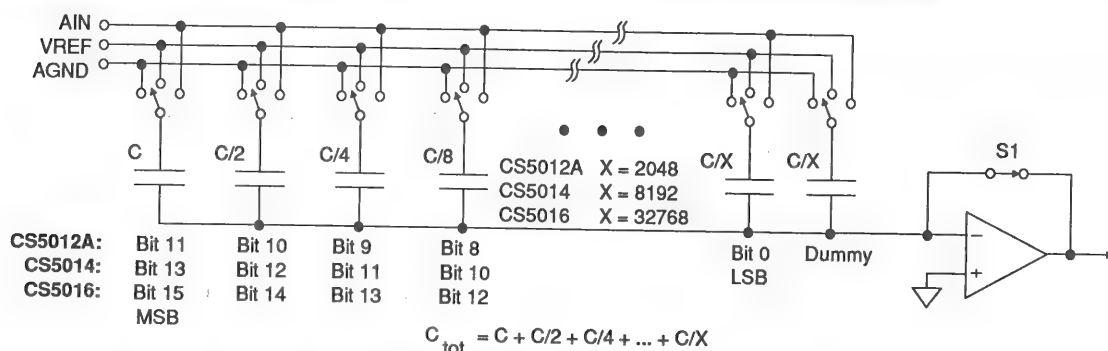 AIN
VREF
AGND
C
C/2
C/4
C/8
C/X
C/X
S1
CS5012A X = 2048
CS5014 X = 8192
CS5016 X = 32768
−
+
CS5012A: Bit 11 Bit 10 Bit 9 Bit 8 Bit 0 Dummy
CS5014: Bit 13 Bit 12 Bit 11 Bit 10 LSB
CS5016: Bit 15 Bit 14 Bit 13 Bit 12
MSB
C tot = C + C/2 + C/4 + ... + C/X